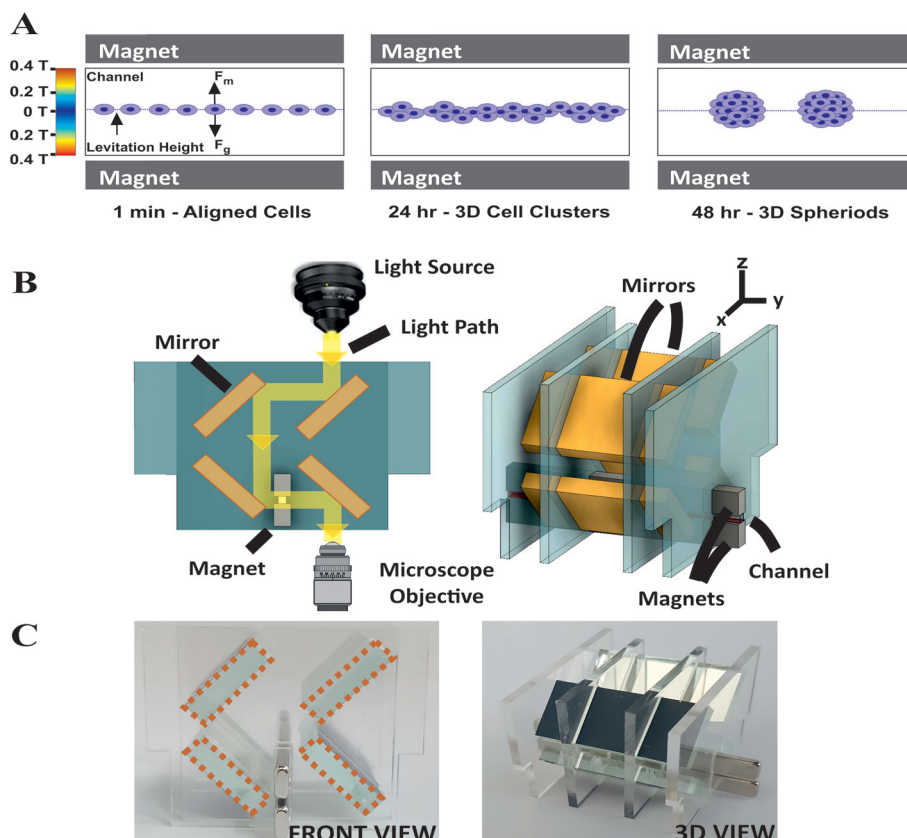 A
Magnet
Magnet
Magnet
0.4 T
0.2 T
0 T
0.2 T
0.4 T
Channel
Fm
Levitation Height
Fg
Magnet
Magnet
Magnet
1 min - Aligned Cells
24 hr - 3D Cell Clusters
48 hr - 3D Spheriods
B
Light Source
Light Path
Mirror
Magnet
Microscope
Objective
Mirrors
z
y
x
Channel
Magnets
C
FRONT VIEW
3D VIEW